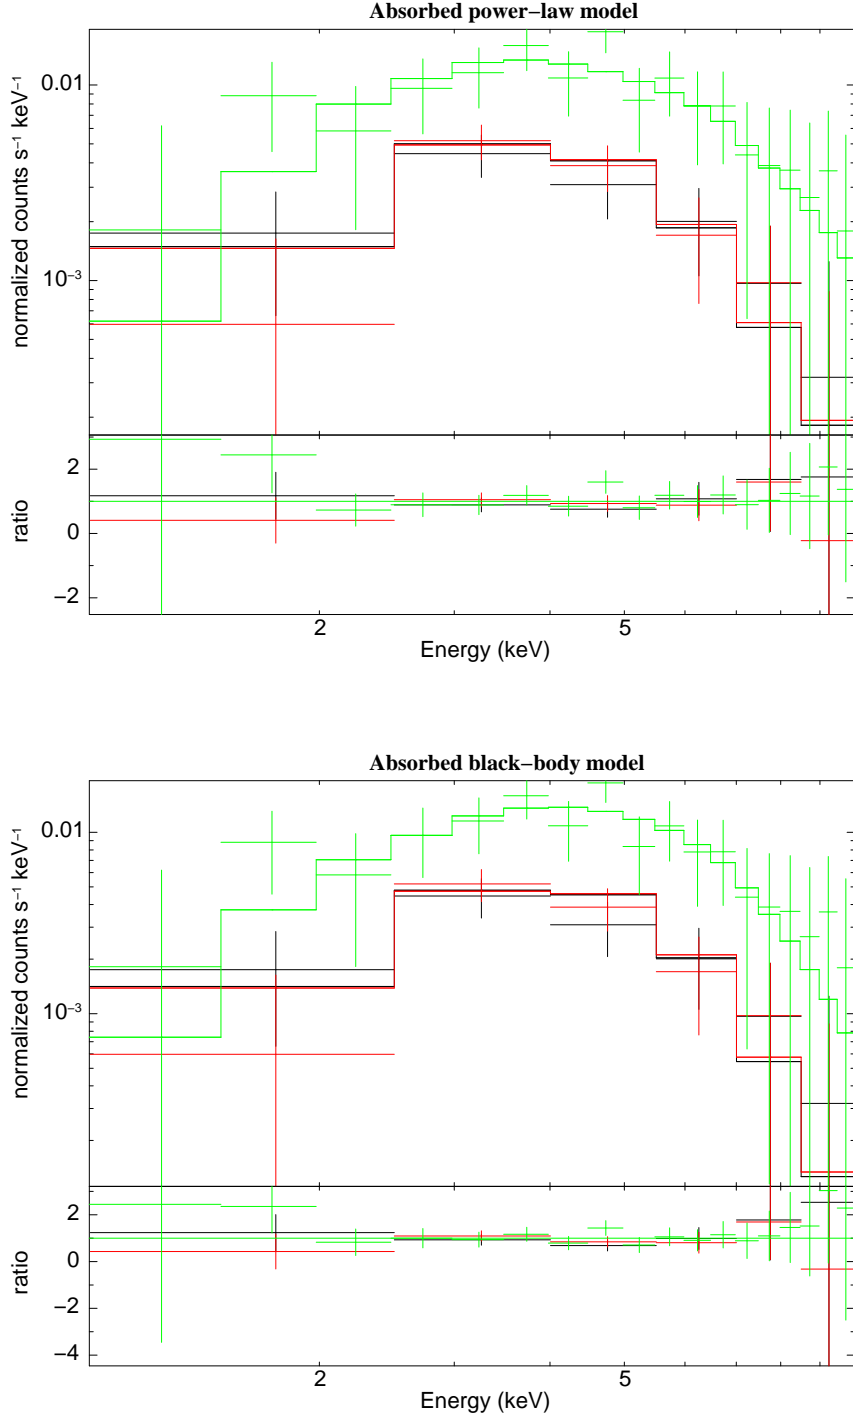 Absorbed power−law model
normalized counts s⁻¹ keV⁻¹
0.01
10⁻³
ratio
2
0
−2
2
5
Energy (keV)
Absorbed black−body model
normalized counts s⁻¹ keV⁻¹
0.01
10⁻³
ratio
2
0
−2
−4
2
5
Energy (keV)